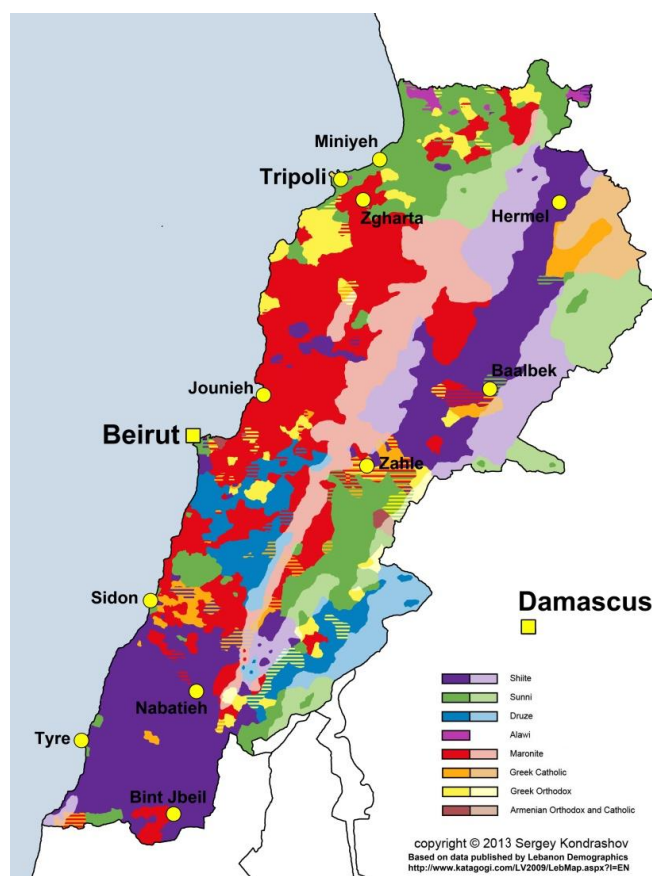 Miniyeh
Tripoli
Zgharta
Hermel
Baalbek
Jounieh
Beirut
Zahle
Sidon
Damascus
Nabatieh
Tyre
Bint Jbeil
Shiite
Sunni
Druze
Alawi
Maronite
Greek Catholic
Greek Orthodox
Armenian Orthodox and Catholic
copyright © 2013 Sergey Kondrashov
Based on data published by Lebanon Demographics
http://www.katagogi.com/LV2009/LebMap.aspx?l=EN